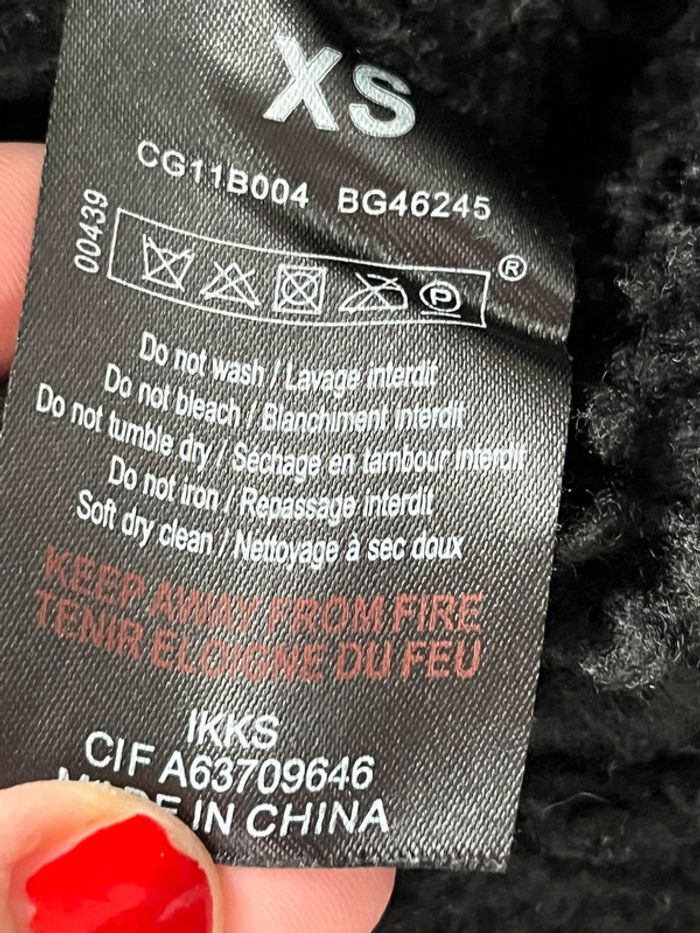 XS
CG11B004 BG46245
00439
®
P
Do not wash / Lavage interdit
Do not bleach / Blanchiment interdit
Do not tumble dry / Séchage en tambour interdit
Do not iron / Repassage interdit
Soft dry clean / Nettoyage à sec doux
KEEP AWAY FROM FIRE
TENIR ELOIGNE DU FEU
IKKS
CIF A63709646
MADE IN CHINA